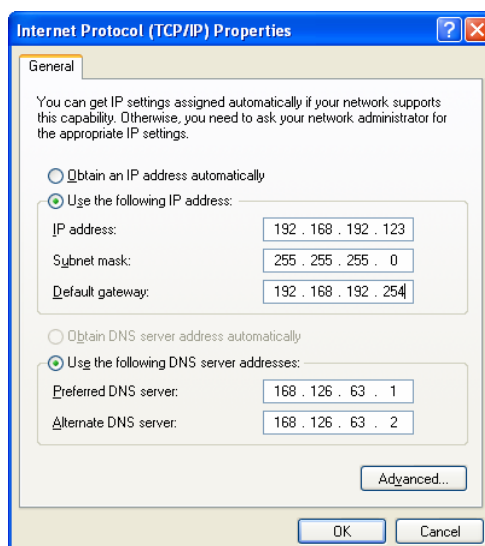 Internet Protocol (TCP/IP) Properties
General
You can get IP settings assigned automatically if your network supports
this capability. Otherwise, you need to ask your network administrator for
the appropriate IP settings.
Obtain an IP address automatically
Use the following IP address:
IP address: 192 . 168 . 192 . 123
Subnet mask: 255 . 255 . 255 . 0
Default gateway: 192 . 168 . 192 . 254
Obtain DNS server address automatically
Use the following DNS server addresses:
Preferred DNS server: 168 . 126 . 63 . 1
Alternate DNS server: 168 . 126 . 63 . 2
Advanced...
OK Cancel